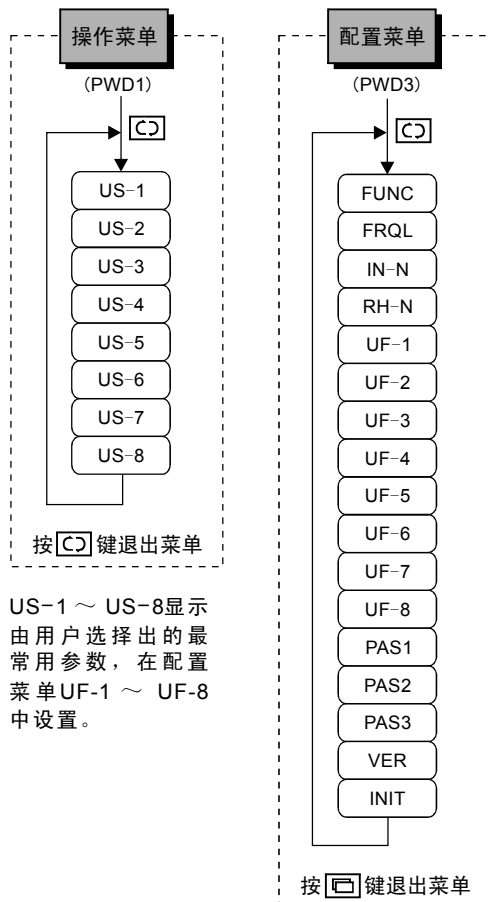 操作菜单
(PWD1)
US-1
US-2
US-3
US-4
US-5
US-6
US-7
US-8
按键退出菜单
US-1 ～ US-8显示
由用户选择出的最
常用参数，在配置
菜单UF-1 ～ UF-8
中设置。
配置菜单
(PWD3)
FUNC
FRQL
IN-N
RH-N
UF-1
UF-2
UF-3
UF-4
UF-5
UF-6
UF-7
UF-8
PAS1
PAS2
PAS3
VER
INIT
按键退出菜单